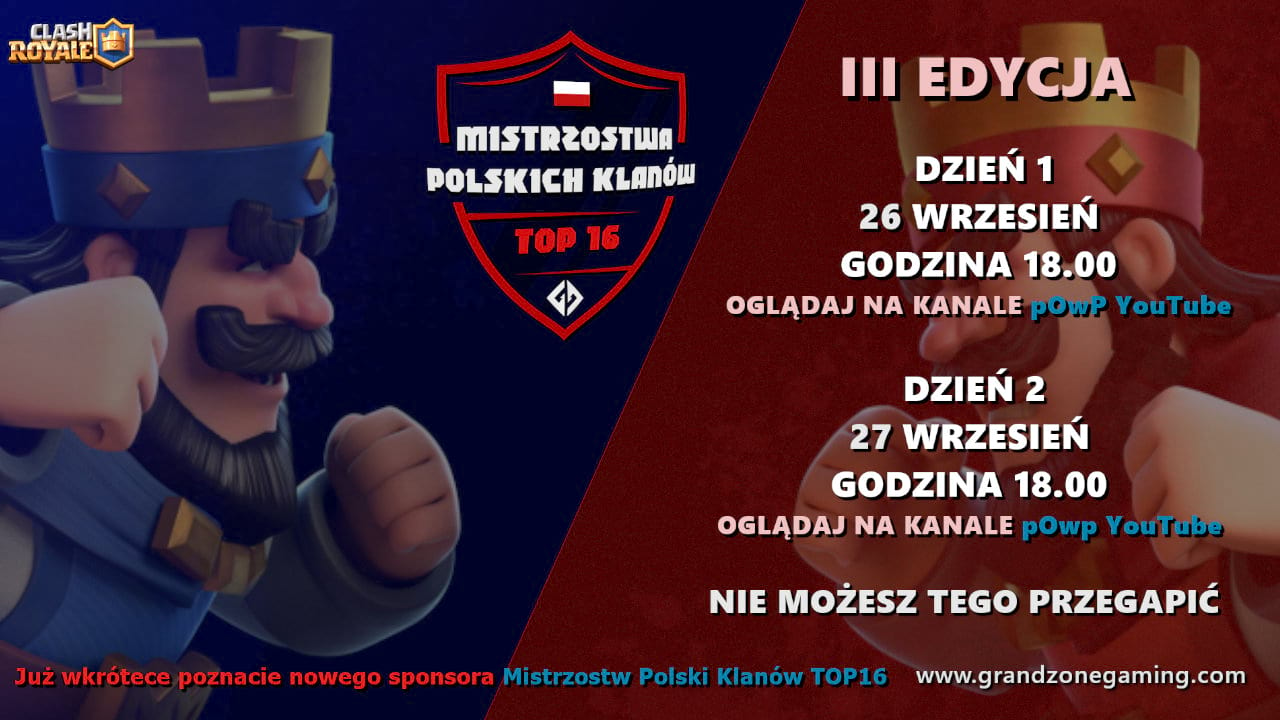 CLASH
ROYALE
MISTRZOSTWA
POLSKICH KLANÓW
TOP 16
III EDYCJA
DZIEŃ 1
26 WRZESIEŃ
GODZINA 18.00
OGLĄDAJ NA KANALE pOwP YouTube
DZIEŃ 2
27 WRZESIEŃ
GODZINA 18.00
OGLĄDAJ NA KANALE pOwp YouTube
NIE MOŻESZ TEGO PRZEGAPIĆ
Już wkrótece poznacie nowego sponsora Mistrzostw Polski Klanów TOP16
www.grandzonegaming.com